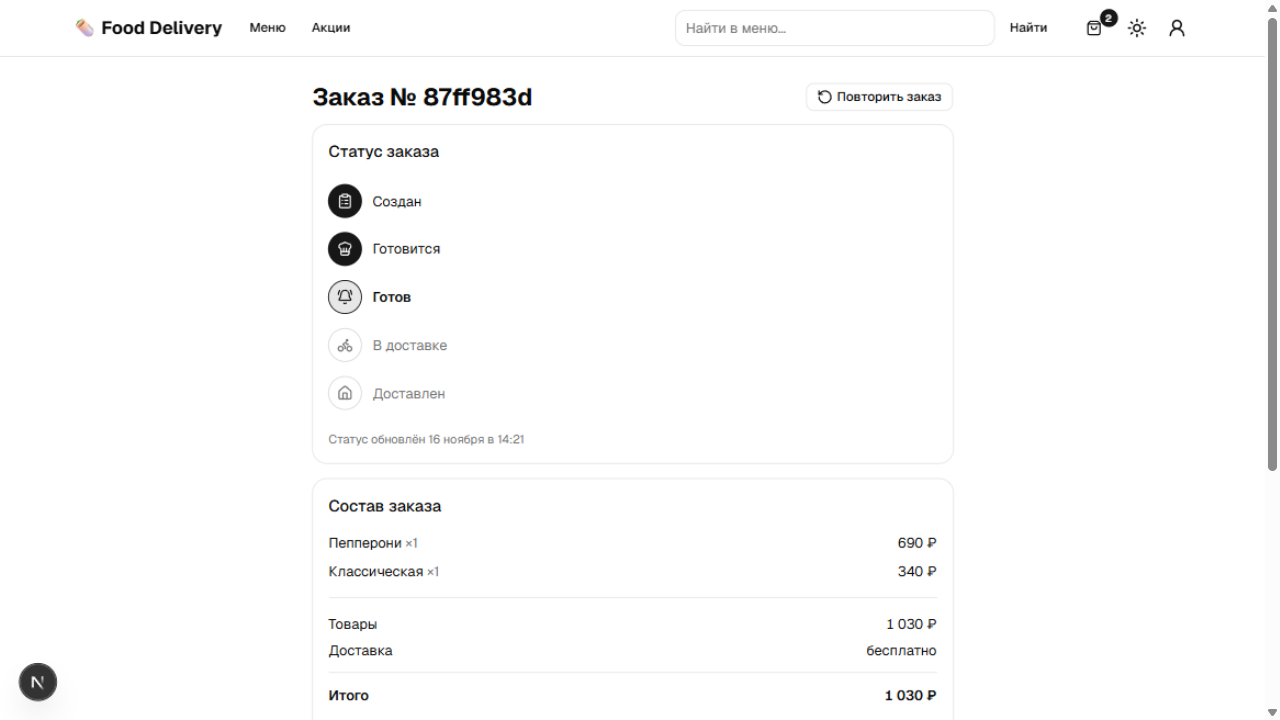 Food Delivery Меню Акции Найти в меню... Найти 2
Заказ № 87ff983d Повторить заказ
Статус заказа
Создан
Готовится
Готов
В доставке
Доставлен
Статус обновлён 16 ноября в 14:21
Состав заказа
Пепперони ×1 690 ₽
Классическая ×1 340 ₽
Товары 1 030 ₽
Доставка бесплатно
Итого 1 030 ₽
N